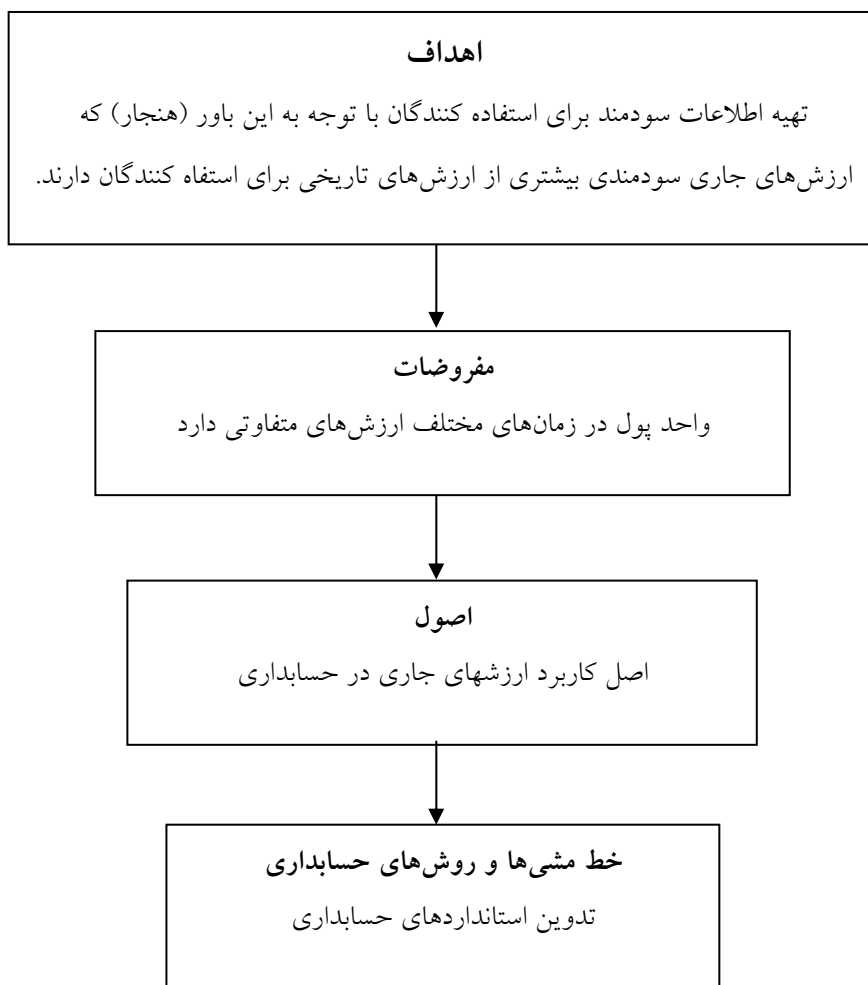 اهداف
تهیه اطلاعات سودمند برای استفاده کنندگان با توجه به این باور (هنجار) که
ارزش‌های جاری سودمندی بیشتری از ارزش‌های تاریخی برای استفاه کنندگان دارند.
مفروضات
واحد پول در زمان‌های مختلف ارزش‌های متفاوتی دارد
اصول
اصل کاربرد ارزشهای جاری در حسابداری
خط مشی‌ها و روش‌های حسابداری
تدوین استانداردهای حسابداری